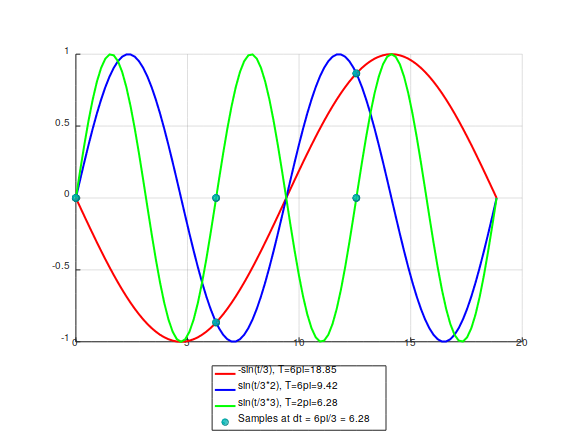 1
0.5
0
-0.5
-1
0 5 10 15 20
-sin(t/3), T=6pi=18.85
sin(t/3*2), T=6pi=9.42
sin(t/3*3), T=2pi=6.28
Samples at dt = 6pi/3 = 6.28